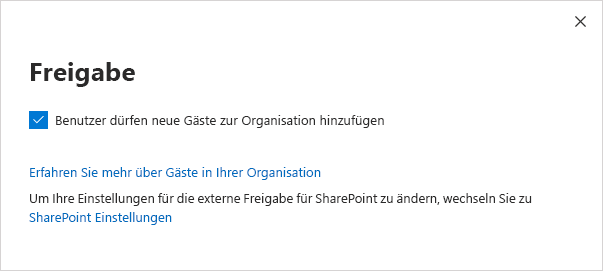 Freigabe
Benutzer dürfen neue Gäste zur Organisation hinzufügen
Erfahren Sie mehr über Gäste in Ihrer Organisation
Um Ihre Einstellungen für die externe Freigabe für SharePoint zu ändern, wechseln Sie zu
SharePoint Einstellungen